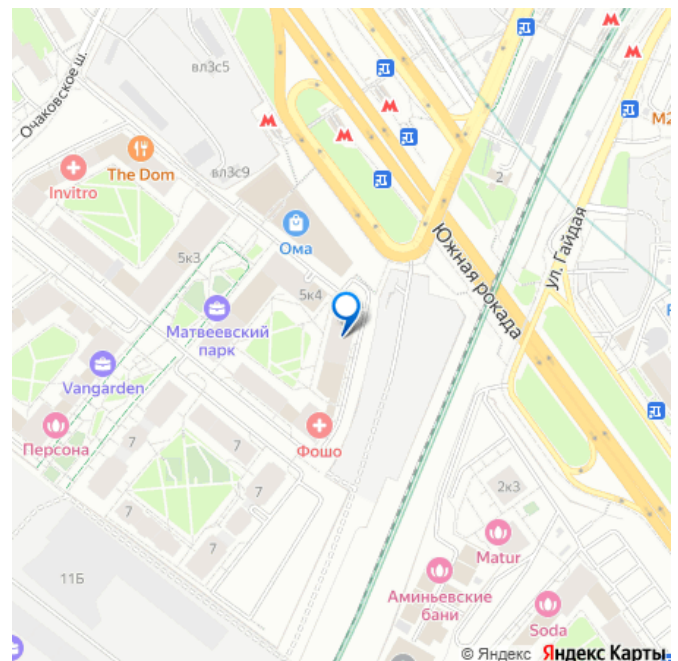 Очаковское ш.
вл3с5
The Dom
М2
Invitro
вл3с9
2
ул. Гайдая
Южная рокада
Ома
5к3
5к4
Матвеевский
парк
Vangarden
Персона
Фошо
7
7
7
7
2к3
11Б
Matur
Аминьевские
бани
Soda
© Яндекс Яндекс Карты